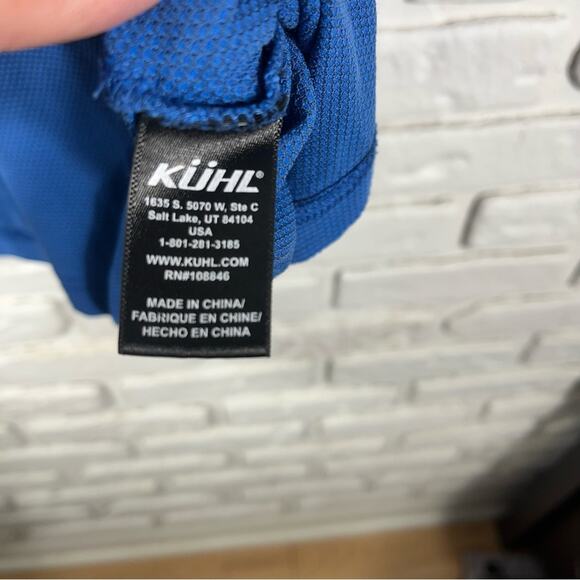 KÜHL®
1635 S. 5070 W, Ste C
Salt Lake, UT 84104
USA
1-801-281-3185
WWW.KUHL.COM
RN#108846
MADE IN CHINA/
FABRIQUE EN CHINE/
HECHO EN CHINA